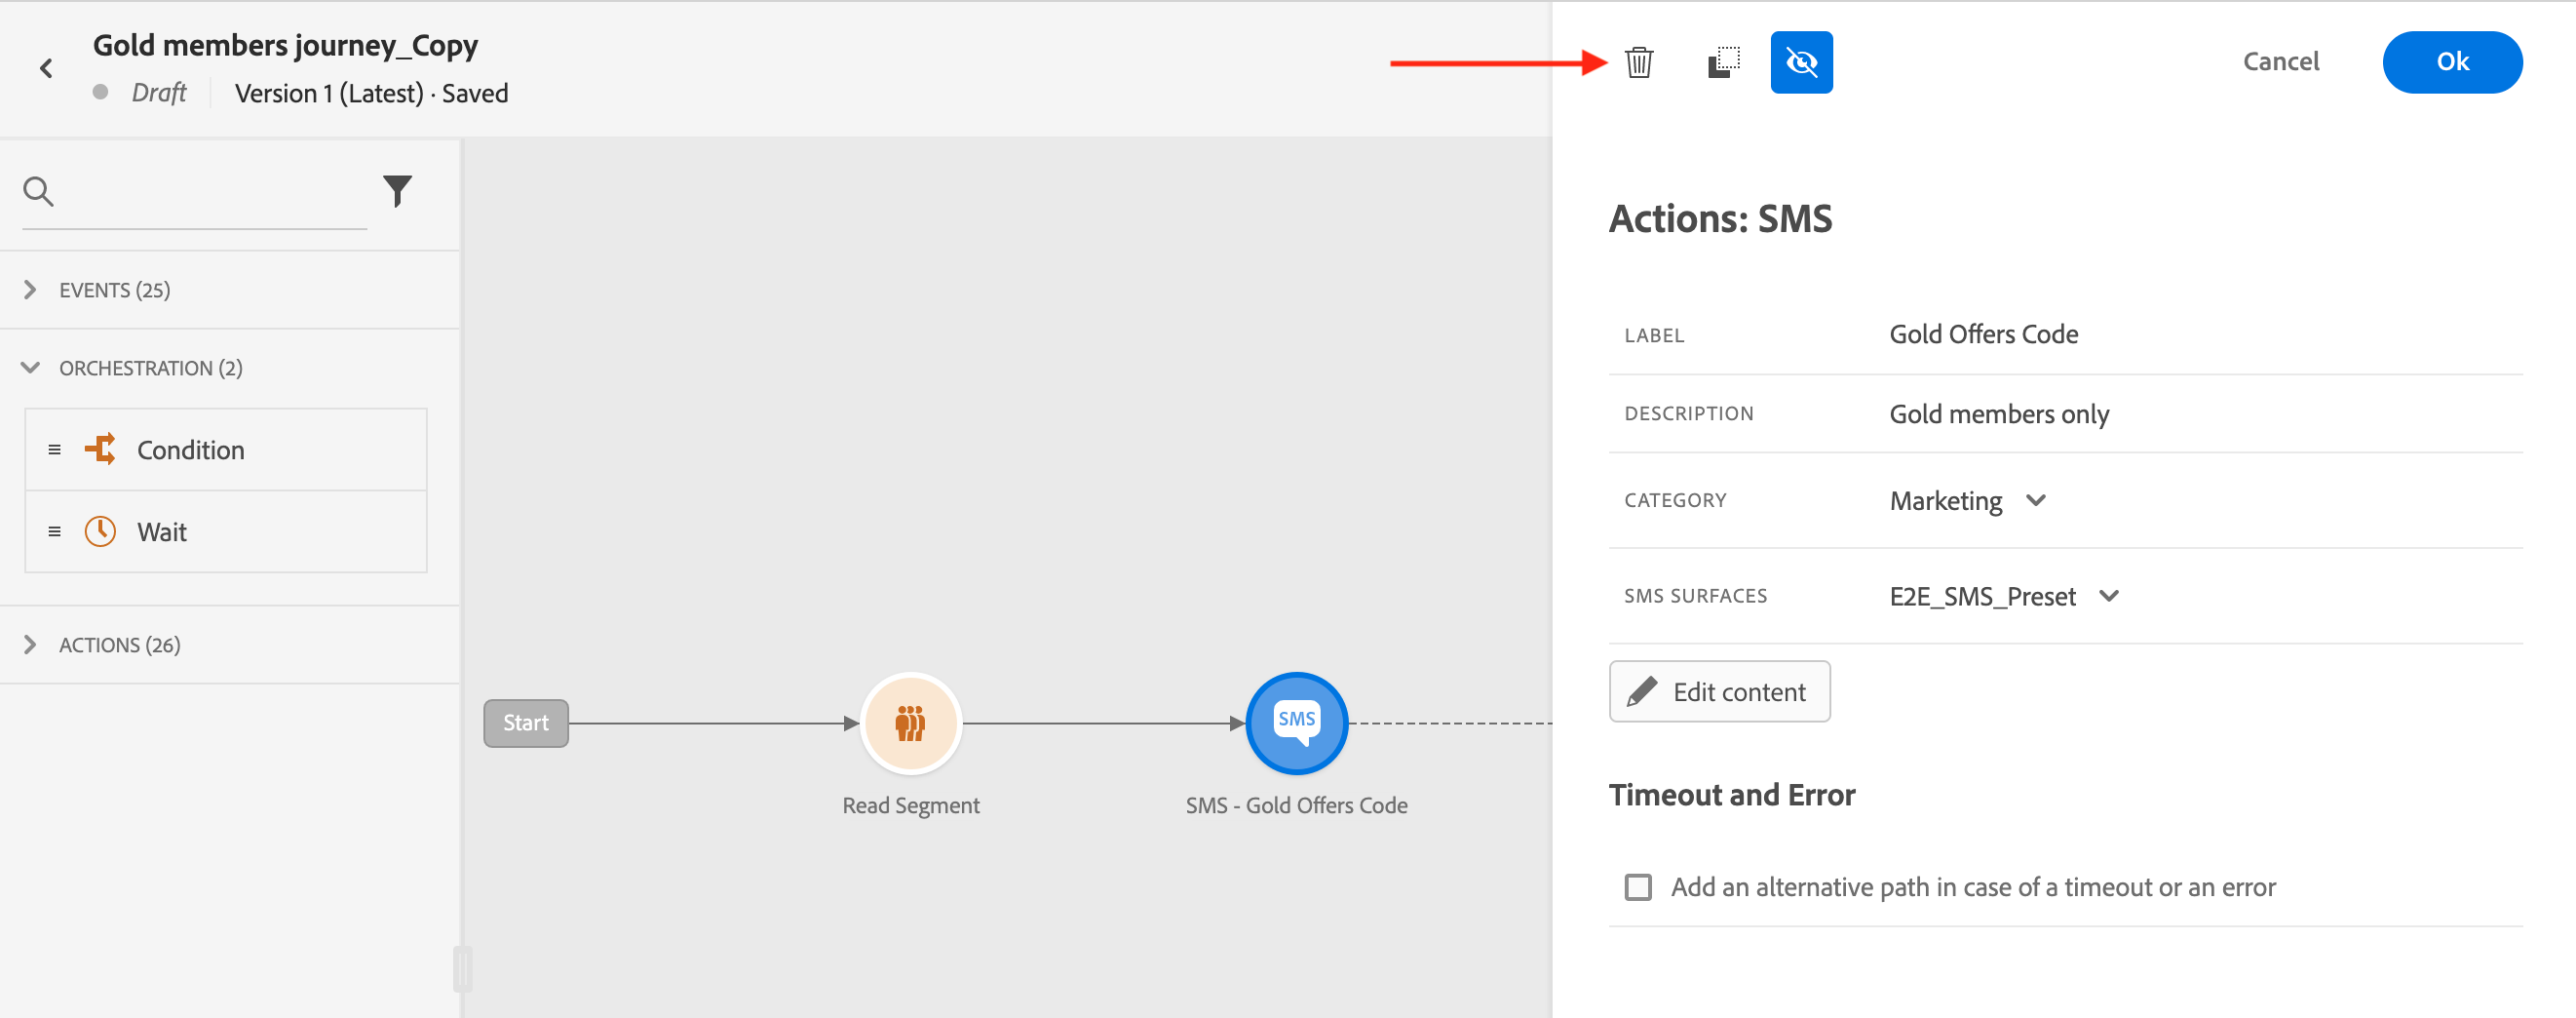 Gold members journey_Copy
Draft
Version 1 (Latest) · Saved
Cancel
Ok
EVENTS (25)
ORCHESTRATION (2)
Condition
Wait
ACTIONS (26)
Start
Read Segment
SMS
SMS - Gold Offers Code
Actions: SMS
LABEL Gold Offers Code
DESCRIPTION Gold members only
CATEGORY Marketing
SMS SURFACES E2E_SMS_Preset
Edit content
Timeout and Error
Add an alternative path in case of a timeout or an error